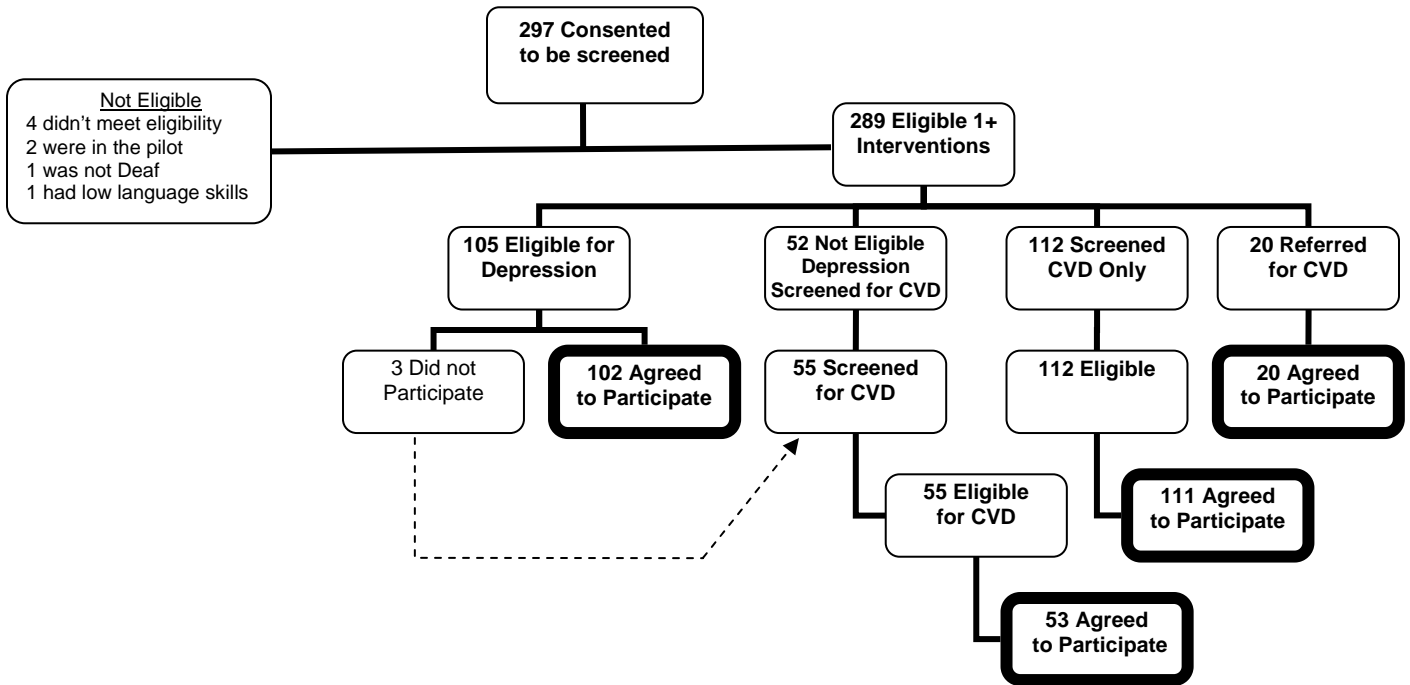 297 Consented
to be screened
Not Eligible
4 didn’t meet eligibility
2 were in the pilot
1 was not Deaf
1 had low language skills
289 Eligible 1+
Interventions
105 Eligible for
Depression
52 Not Eligible
Depression
Screened for CVD
112 Screened
CVD Only
20 Referred
for CVD
3 Did not
Participate
102 Agreed
to Participate
55 Screened
for CVD
112 Eligible
20 Agreed
to Participate
55 Eligible
for CVD
111 Agreed
to Participate
53 Agreed
to Participate